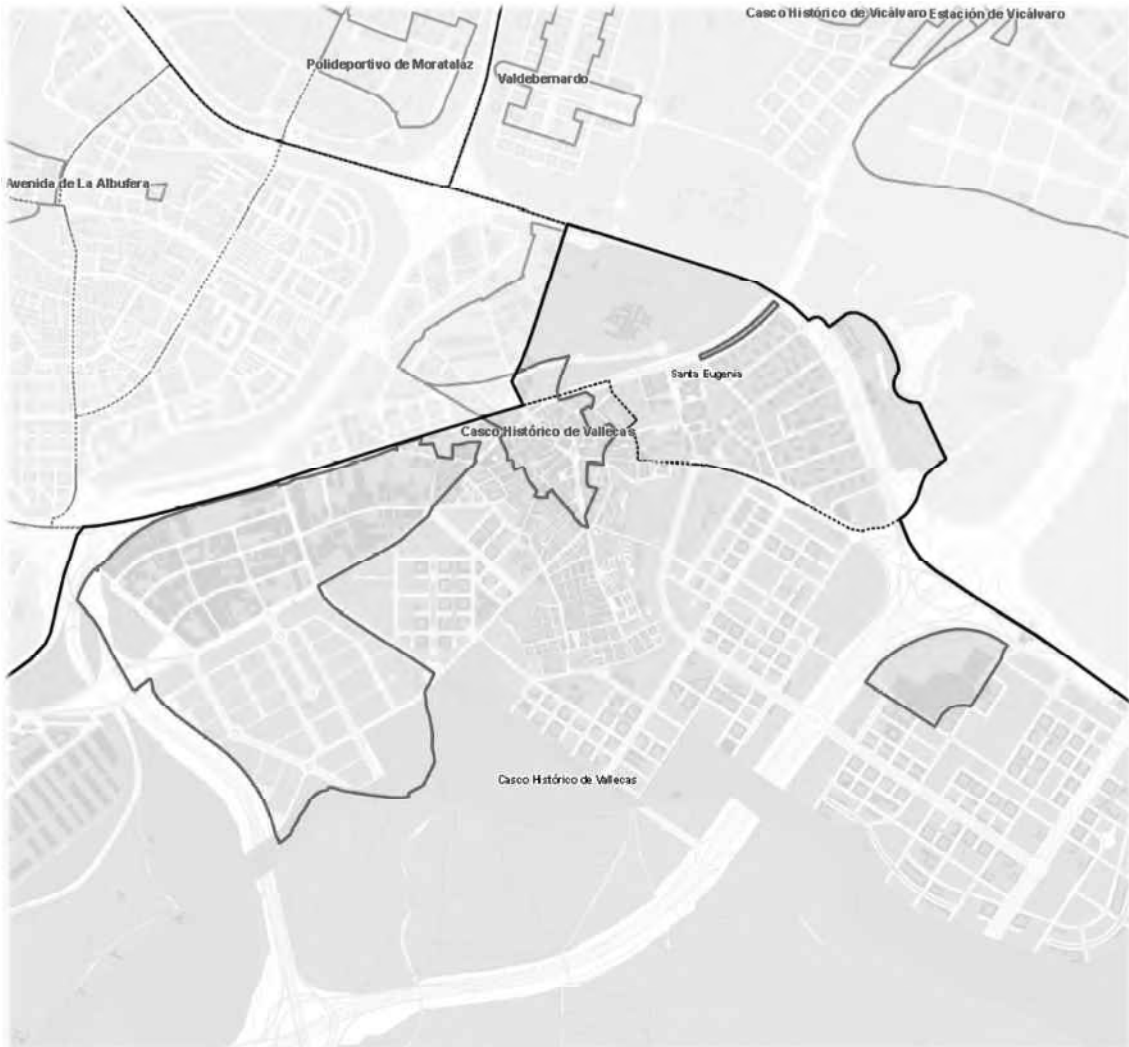 Casco Histórico de Vicálvaro Estación de Vicálvaro
Polideportivo de Moratalaz
Valdebernardo
Avenida de La Albufera
Santa Eugenia
Casco Histórico de Vallecas
Casco Histórico de Vallecas